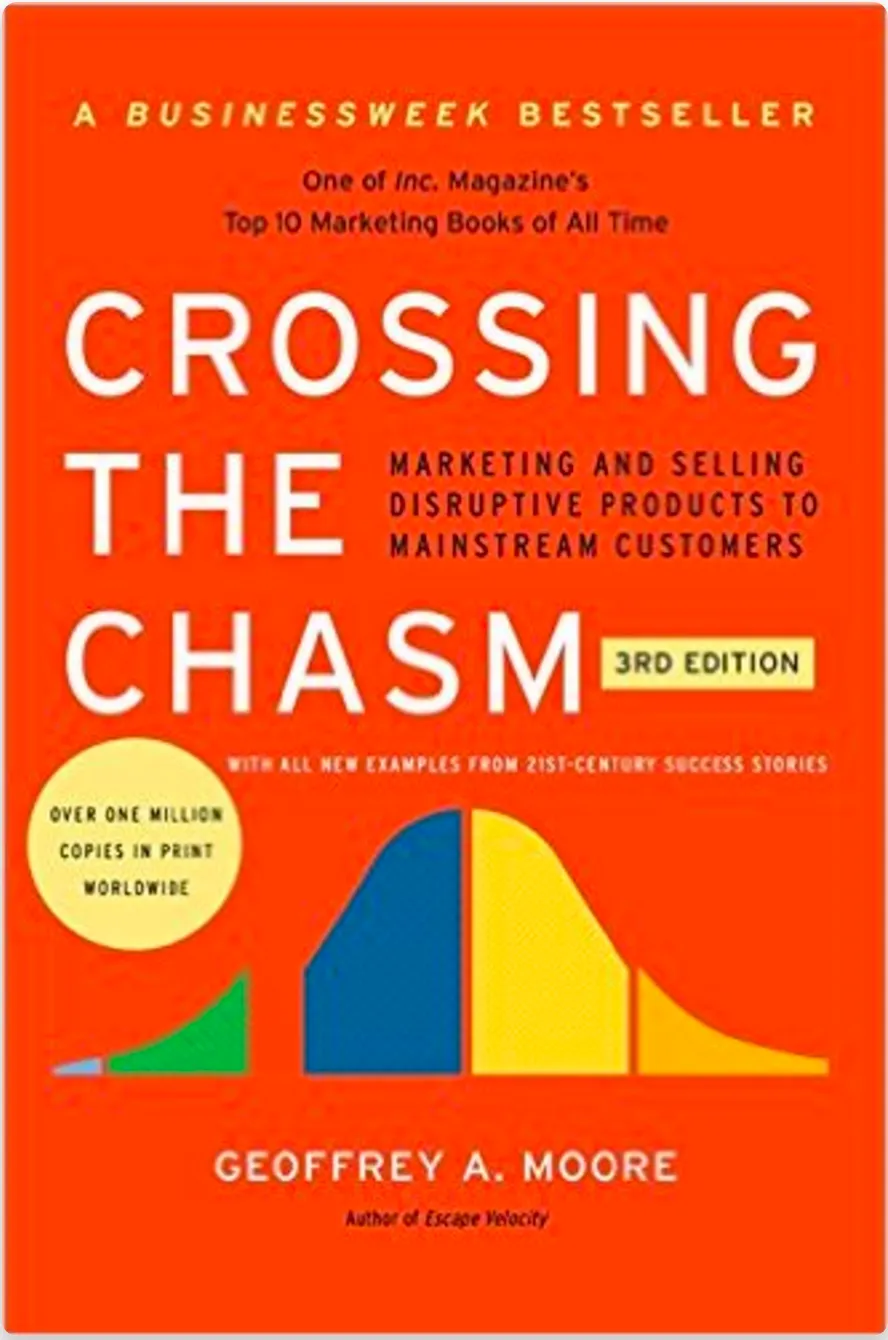 A BUSINESSWEEK BESTSELLER
One of Inc. Magazine's
Top 10 Marketing Books of All Time
CROSSING
THE
MARKETING AND SELLING
DISRUPTIVE PRODUCTS TO
MAINSTREAM CUSTOMERS
CHASM
3RD EDITION
WITH ALL NEW EXAMPLES FROM 21ST-CENTURY SUCCESS STORIES
OVER ONE MILLION
COPIES IN PRINT
WORLDWIDE
GEOFFREY A. MOORE
Author of Escape Velocity